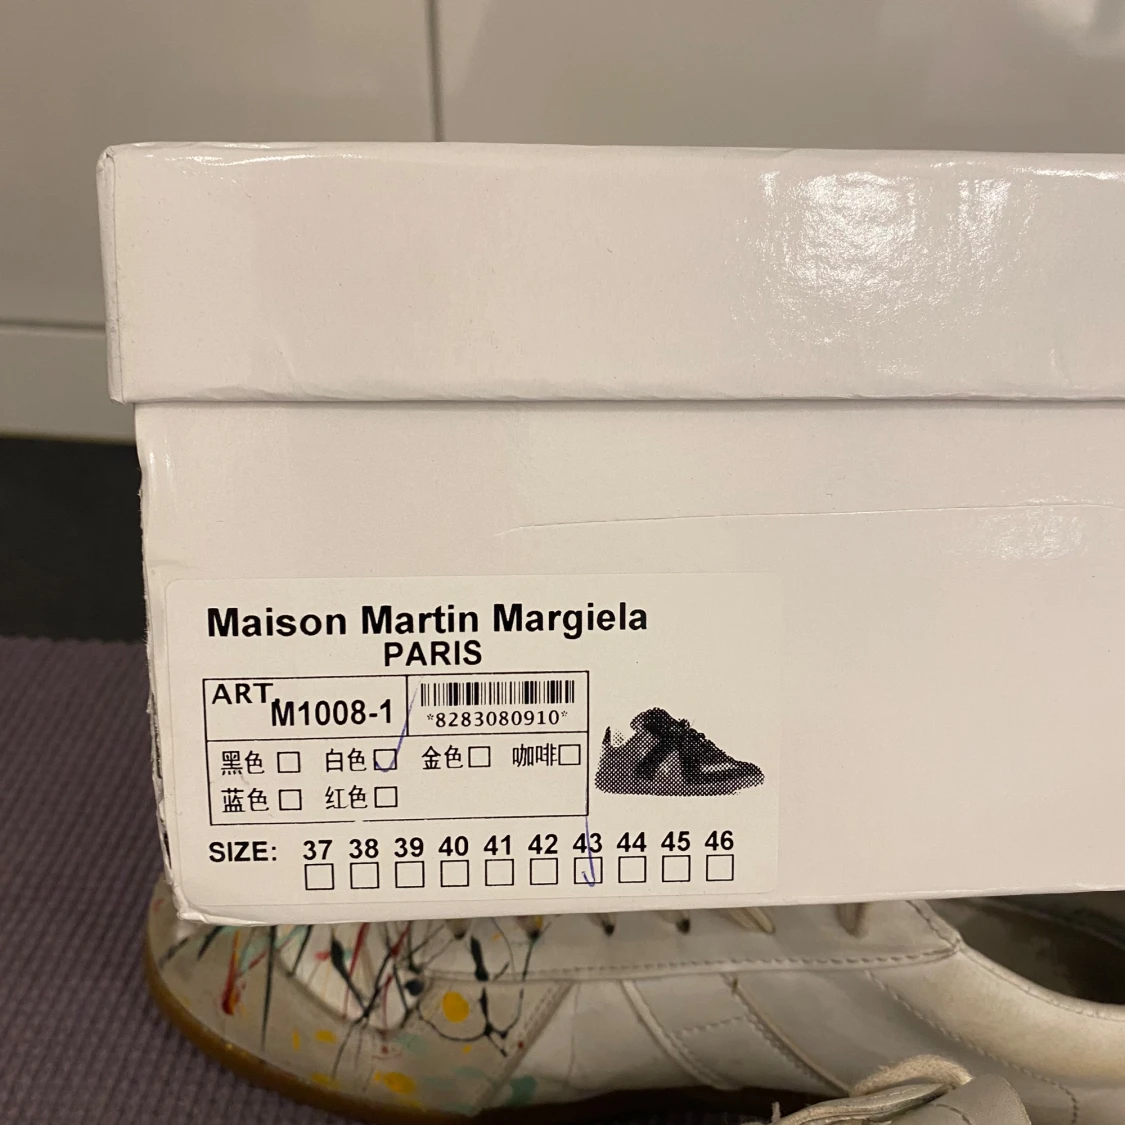 Maison Martin Margiela
PARIS
ART. M1008-1
*8283080910*
黑色 白色 金色 咖啡
蓝色 红色
SIZE: 37 38 39 40 41 42 43 44 45 46